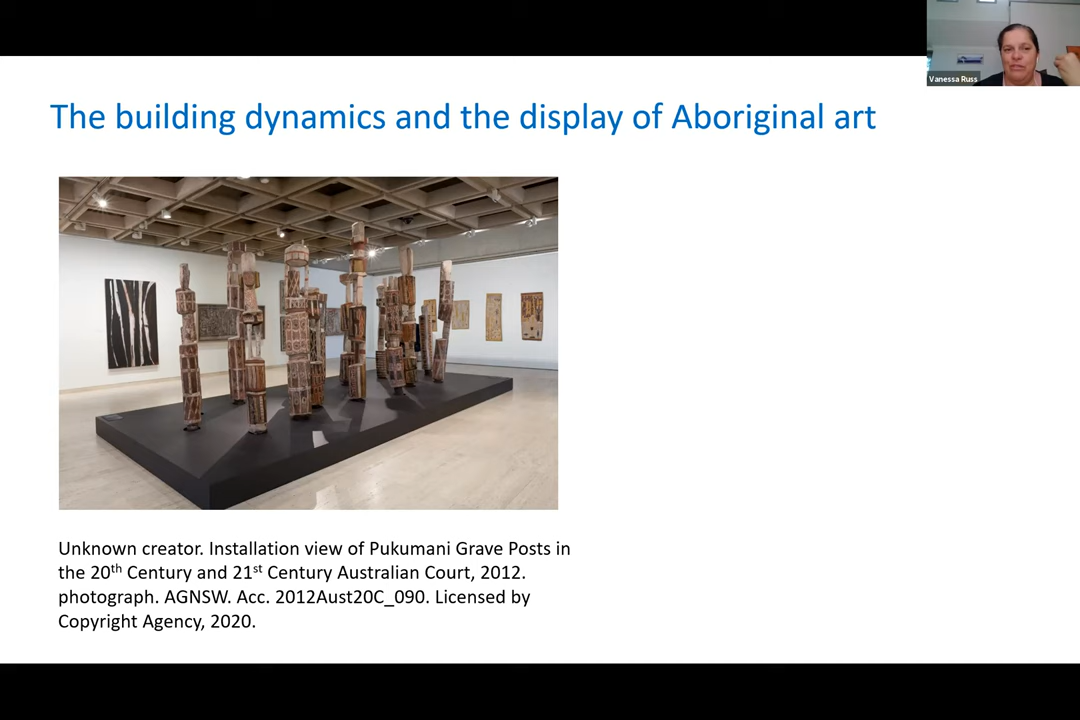 Vanessa Russ
The building dynamics and the display of Aboriginal art
Unknown creator. Installation view of Pukumani Grave Posts in
the 20th Century and 21st Century Australian Court, 2012.
photograph. AGNSW. Acc. 2012Aust20C_090. Licensed by
Copyright Agency, 2020.